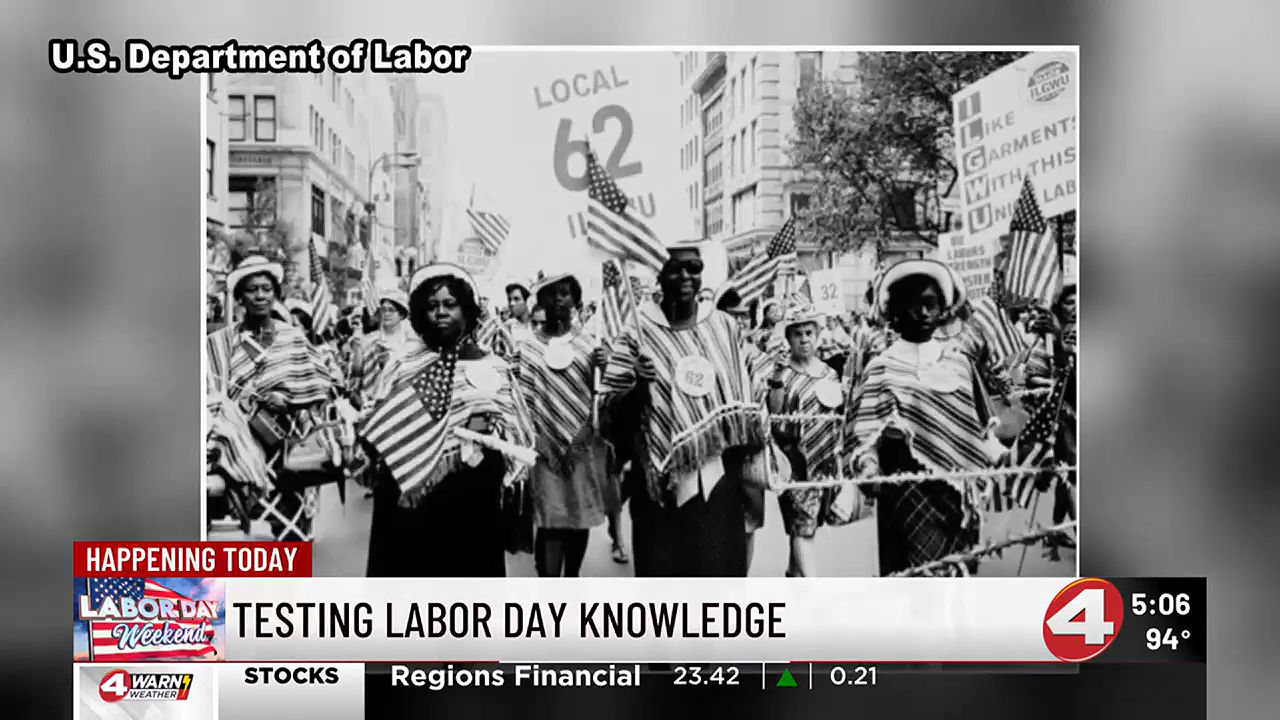 U.S. Department of Labor
LOCAL
62
ILGWU
ILGWU
I
LIKE
GARMENTS
WITH THIS
UNION LAB
32
62
HAPPENING TODAY
LABOR DAY
Weekend
TESTING LABOR DAY KNOWLEDGE
4
5:06
94°
4 WARN
WEATHER
STOCKS
Regions Financial 23.42 | ▲ | 0.21